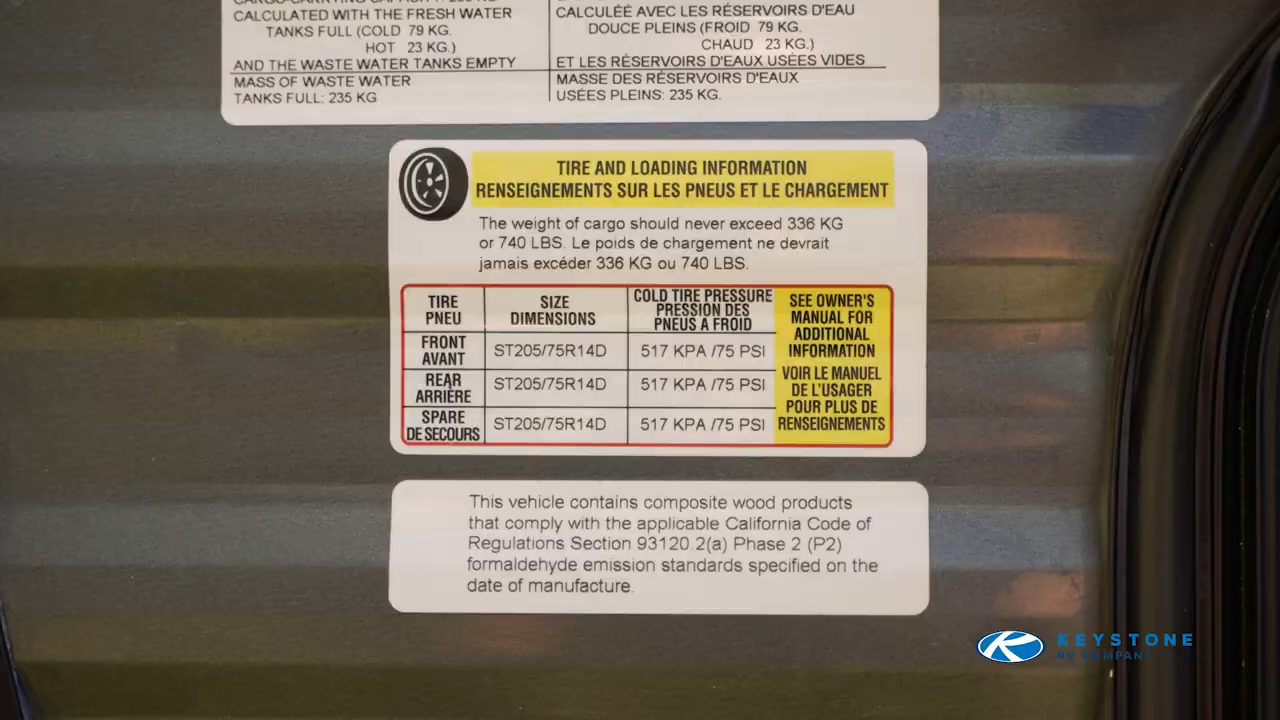 CALCULATED WITH THE FRESH WATER
TANKS FULL (COLD 79 KG.
HOT 23 KG.)
AND THE WASTE WATER TANKS EMPTY
MASS OF WASTE WATER
TANKS FULL: 235 KG
CALCULÉÉ AVEC LES RÉSERVOIRS D'EAU
DOUCE PLEINS (FROID 79 KG.
CHAUD 23 KG.)
ET LES RÉSERVOIRS D'EAUX USÉES VIDES
MASSE DES RÉSERVOIRS D'EAUX
USÉES PLEINS: 235 KG.
TIRE AND LOADING INFORMATION
RENSEIGNEMENTS SUR LES PNEUS ET LE CHARGEMENT
The weight of cargo should never exceed 336 KG
or 740 LBS. Le poids de chargement ne devrait
jamais excéder 336 KG ou 740 LBS.
TIRE
PNEU
SIZE
DIMENSIONS
COLD TIRE PRESSURE
PRESSION DES
PNEUS A FROID
FRONT
AVANT
ST205/75R14D
517 KPA /75 PSI
REAR
ARRIÈRE
ST205/75R14D
517 KPA /75 PSI
SPARE
DE SECOURS
ST205/75R14D
517 KPA /75 PSI
SEE OWNER'S
MANUAL FOR
ADDITIONAL
INFORMATION
VOIR LE MANUEL
DE L'USAGER
POUR PLUS DE
RENSEIGNEMENTS
This vehicle contains composite wood products
that comply with the applicable California Code of
Regulations Section 93120.2(a) Phase 2 (P2)
formaldehyde emission standards specified on the
date of manufacture.
KEYSTONE
RV COMPANY